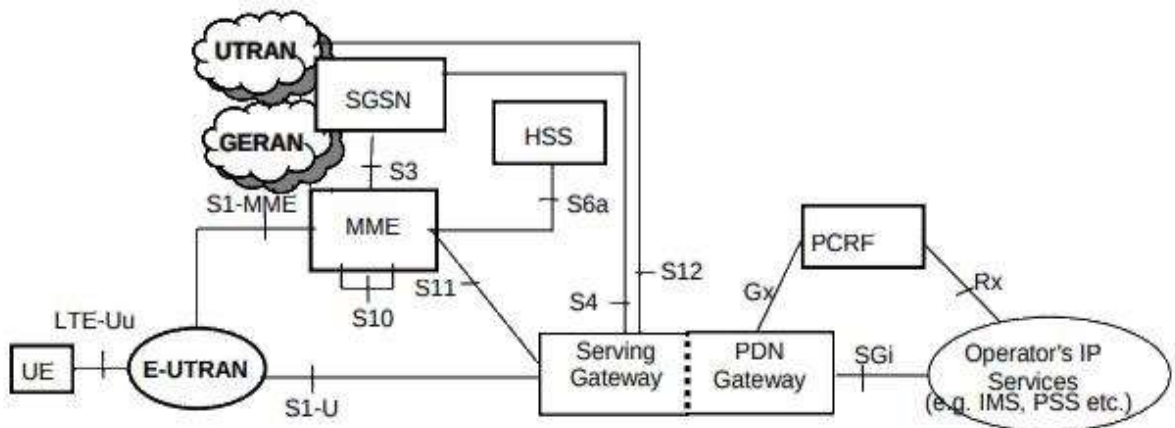 UTRAN
SGSN
GERAN
HSS
S3
S1-MME
S6a
MME
PCRF
S12
S11
Gx
Rx
S4
S10
LTE-Uu
Serving
Gateway
PDN
Gateway
SGi
Operator's IP
Services
(e.g. IMS, PSS etc.)
UE
E-UTRAN
S1-U